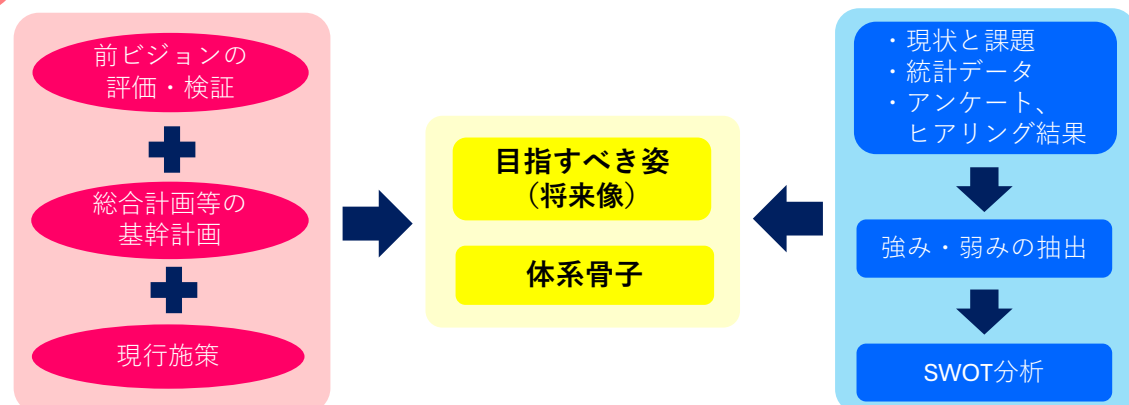 前ビジョンの
評価・検証
総合計画等の
基幹計画
現行施策
目指すべき姿
（将来像）
体系骨子
・現状と課題
・統計データ
・アンケート、
ヒアリング結果
強み・弱みの抽出
SWOT分析